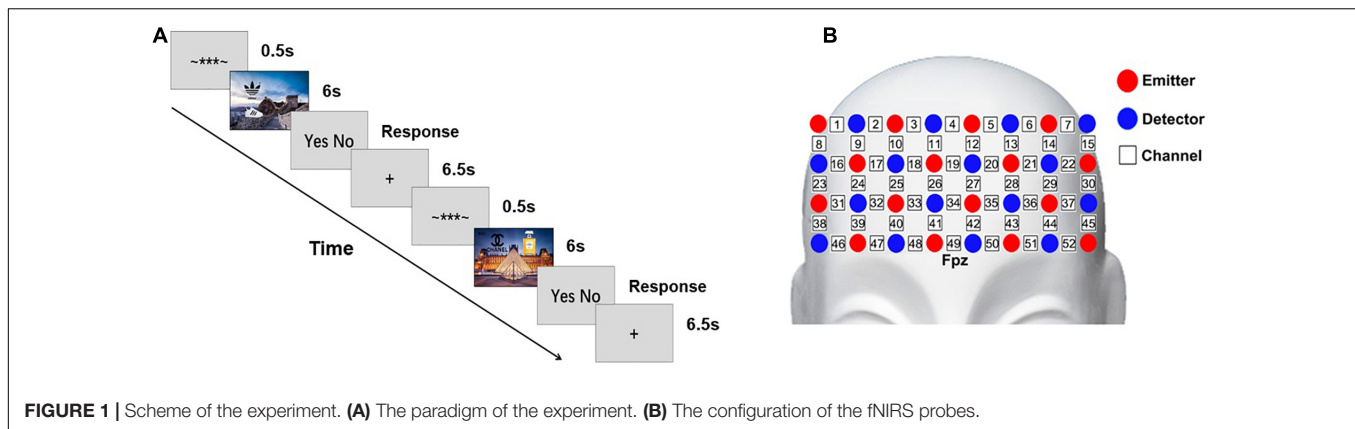 A
~***~
0.5s
6s
Yes No
Response
+
6.5s
~***~
0.5s
CHANEL
6s
Yes No
Response
+
6.5s
Time
B
Emitter
Detector
Channel
1 2 3 4 5 6 7
8 9 10 11 12 13 14 15
16 17 18 19 20 21 22
23 24 25 26 27 28 29 30
31 32 33 34 35 36 37
38 39 40 41 42 43 44 45
46 47 48 49 50 51 52
Fpz
FIGURE 1 | Scheme of the experiment. (A) The paradigm of the experiment. (B) The configuration of the fNIRS probes.